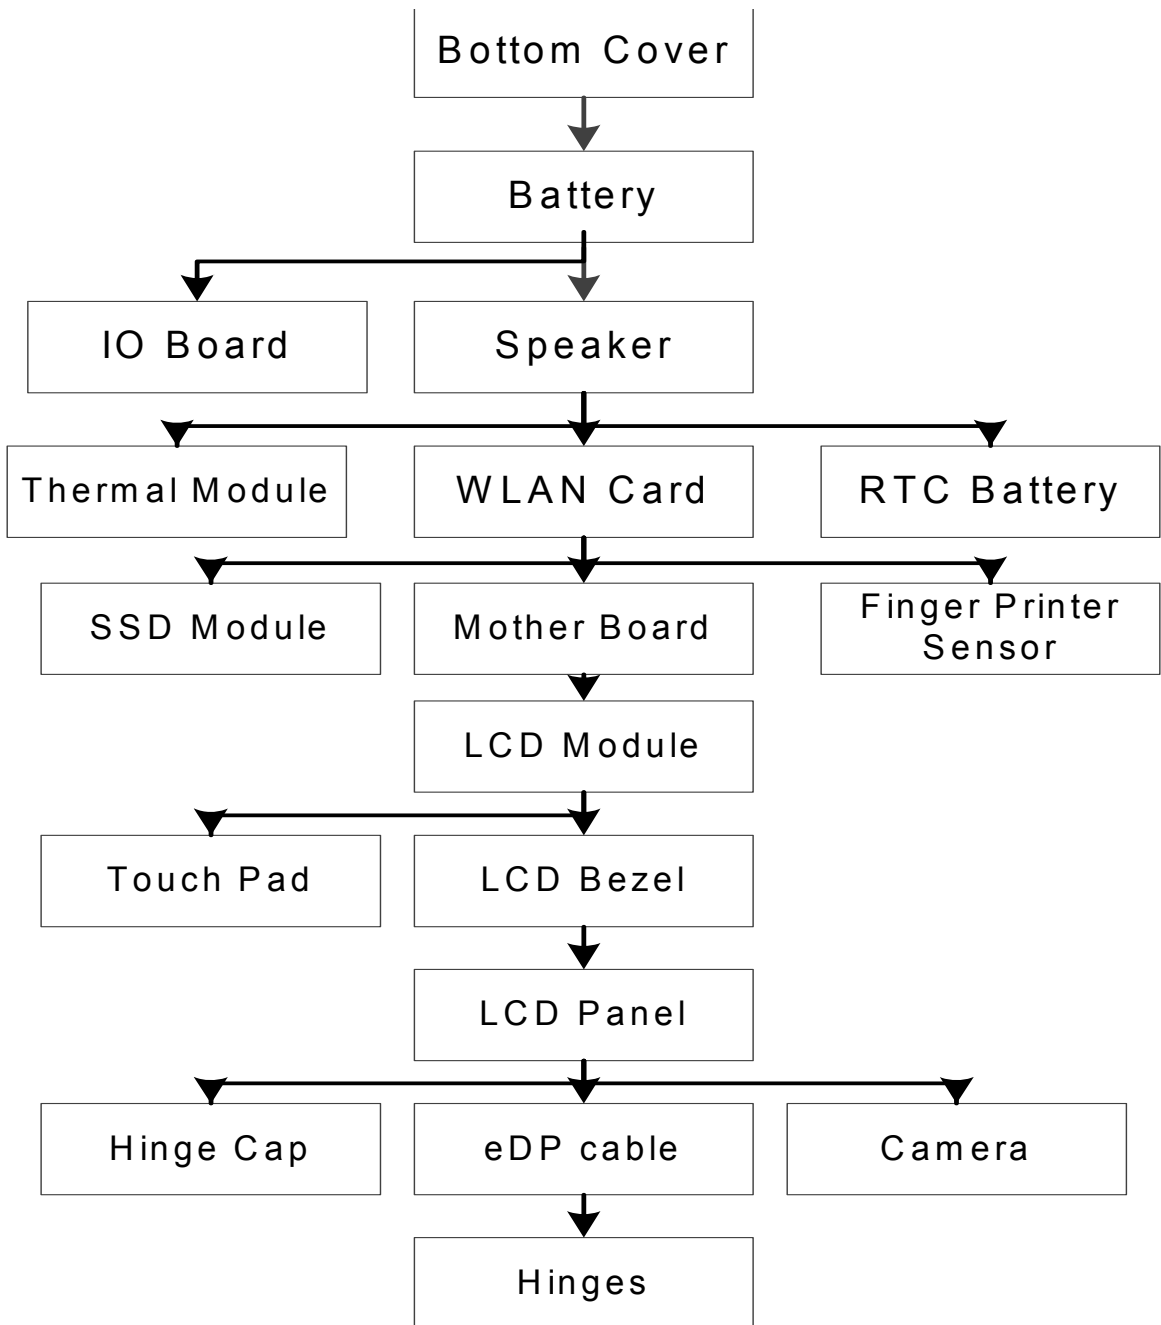 Bottom Cover
Battery
IO Board
Speaker
Thermal Module
WLAN Card
RTC Battery
SSD Module
Mother Board
Finger Printer
Sensor
LCD Module
Touch Pad
LCD Bezel
LCD Panel
Hinge Cap
eDP cable
Camera
Hinges